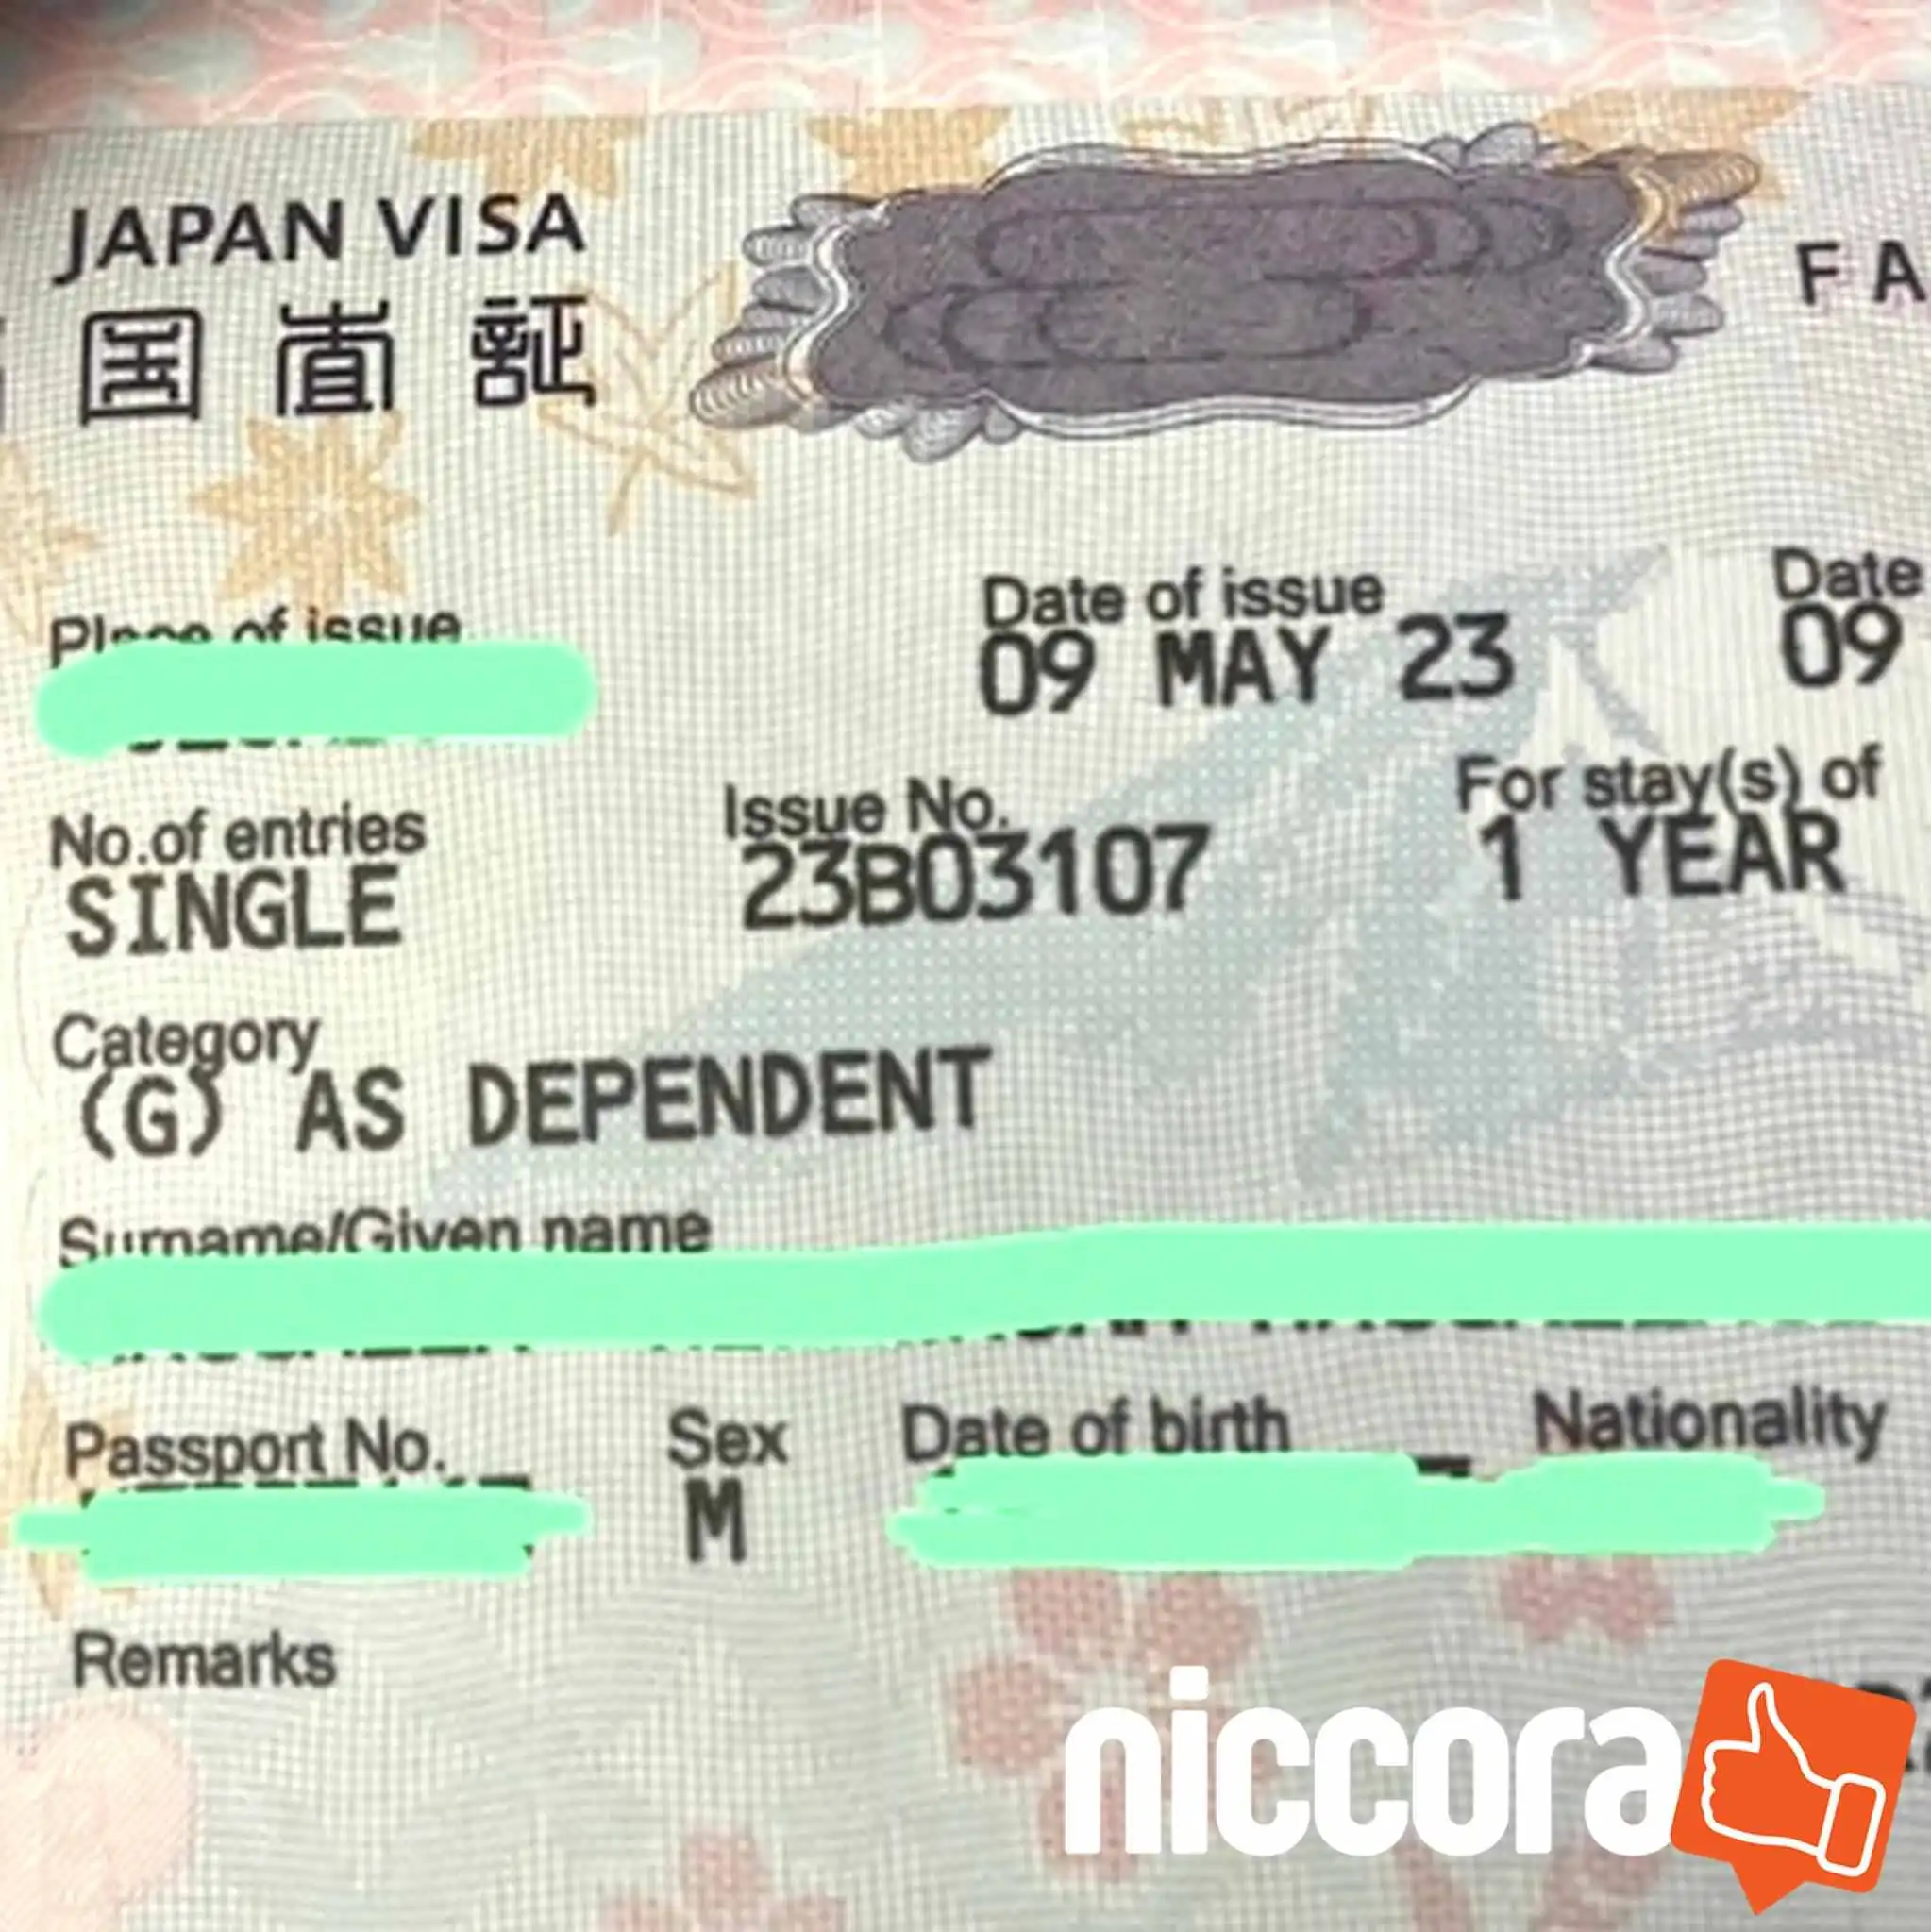 JAPAN VISA
国査証
FA
Place of issue
Date of issue
Date
09 MAY 23
09
No.of entries
Issue No.
For stay(s) of
SINGLE
23B03107
1 YEAR
Category
(G) AS DEPENDENT
Surname/Given name
Passport No.
Sex
Date of birth
Nationality
M
Remarks
niccora